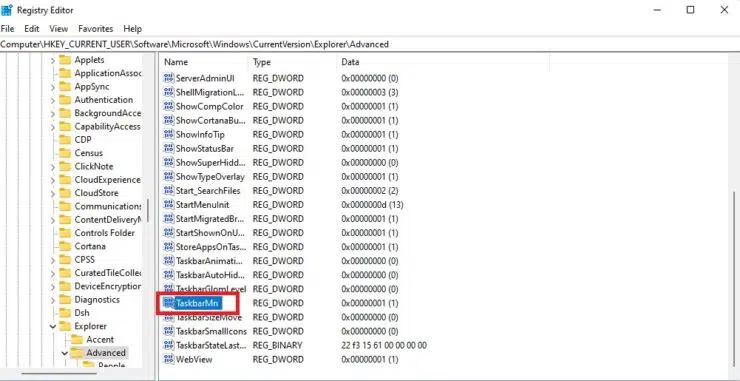 Registry Editor
File Edit View Favorites Help
Computer\HKEY_CURRENT_USER\Software\Microsoft\Windows\CurrentVersion\Explorer\Advanced
Applets
ApplicationAssoc
AppSync
Authentication
BackgroundAcce
CapabilityAccess
CDP
Census
ClickNote
CloudExperience
CloudStore
Communications
ContentDeliveryM
Controls Folder
Cortana
CPSS
CuratedTileCollec
DeviceEncryption
Diagnostics
Dsh
Explorer
Accent
Advanced
People
Name Type Data
ServerAdminUI REG_DWORD 0x00000000 (0)
ShellMigrationL... REG_DWORD 0x00000003 (3)
ShowCompColor REG_DWORD 0x00000001 (1)
ShowCortanaBu... REG_DWORD 0x00000001 (1)
ShowInfoTip REG_DWORD 0x00000001 (1)
ShowStatusBar REG_DWORD 0x00000001 (1)
ShowSuperHidd... REG_DWORD 0x00000000 (0)
ShowTypeOverlay REG_DWORD 0x00000001 (1)
Start_SearchFiles REG_DWORD 0x00000002 (2)
StartMenuInit REG_DWORD 0x0000000d (13)
StartMigratedBr... REG_DWORD 0x00000001 (1)
StartShownOnU... REG_DWORD 0x00000001 (1)
StoreAppsOnTas... REG_DWORD 0x00000001 (1)
TaskbarAnimati... REG_DWORD 0x00000000 (0)
TaskbarAutoHid... REG_DWORD 0x00000000 (0)
TaskbarGlomLevel REG_DWORD 0x00000000 (0)
TaskbarMn REG_DWORD 0x00000001 (1)
TaskbarSizeMove REG_DWORD 0x00000000 (0)
TaskbarSmallIcons REG_DWORD 0x00000000 (0)
TaskbarStateLast... REG_BINARY 22 f3 15 61 00 00 00 00
WebView REG_DWORD 0x00000001 (1)